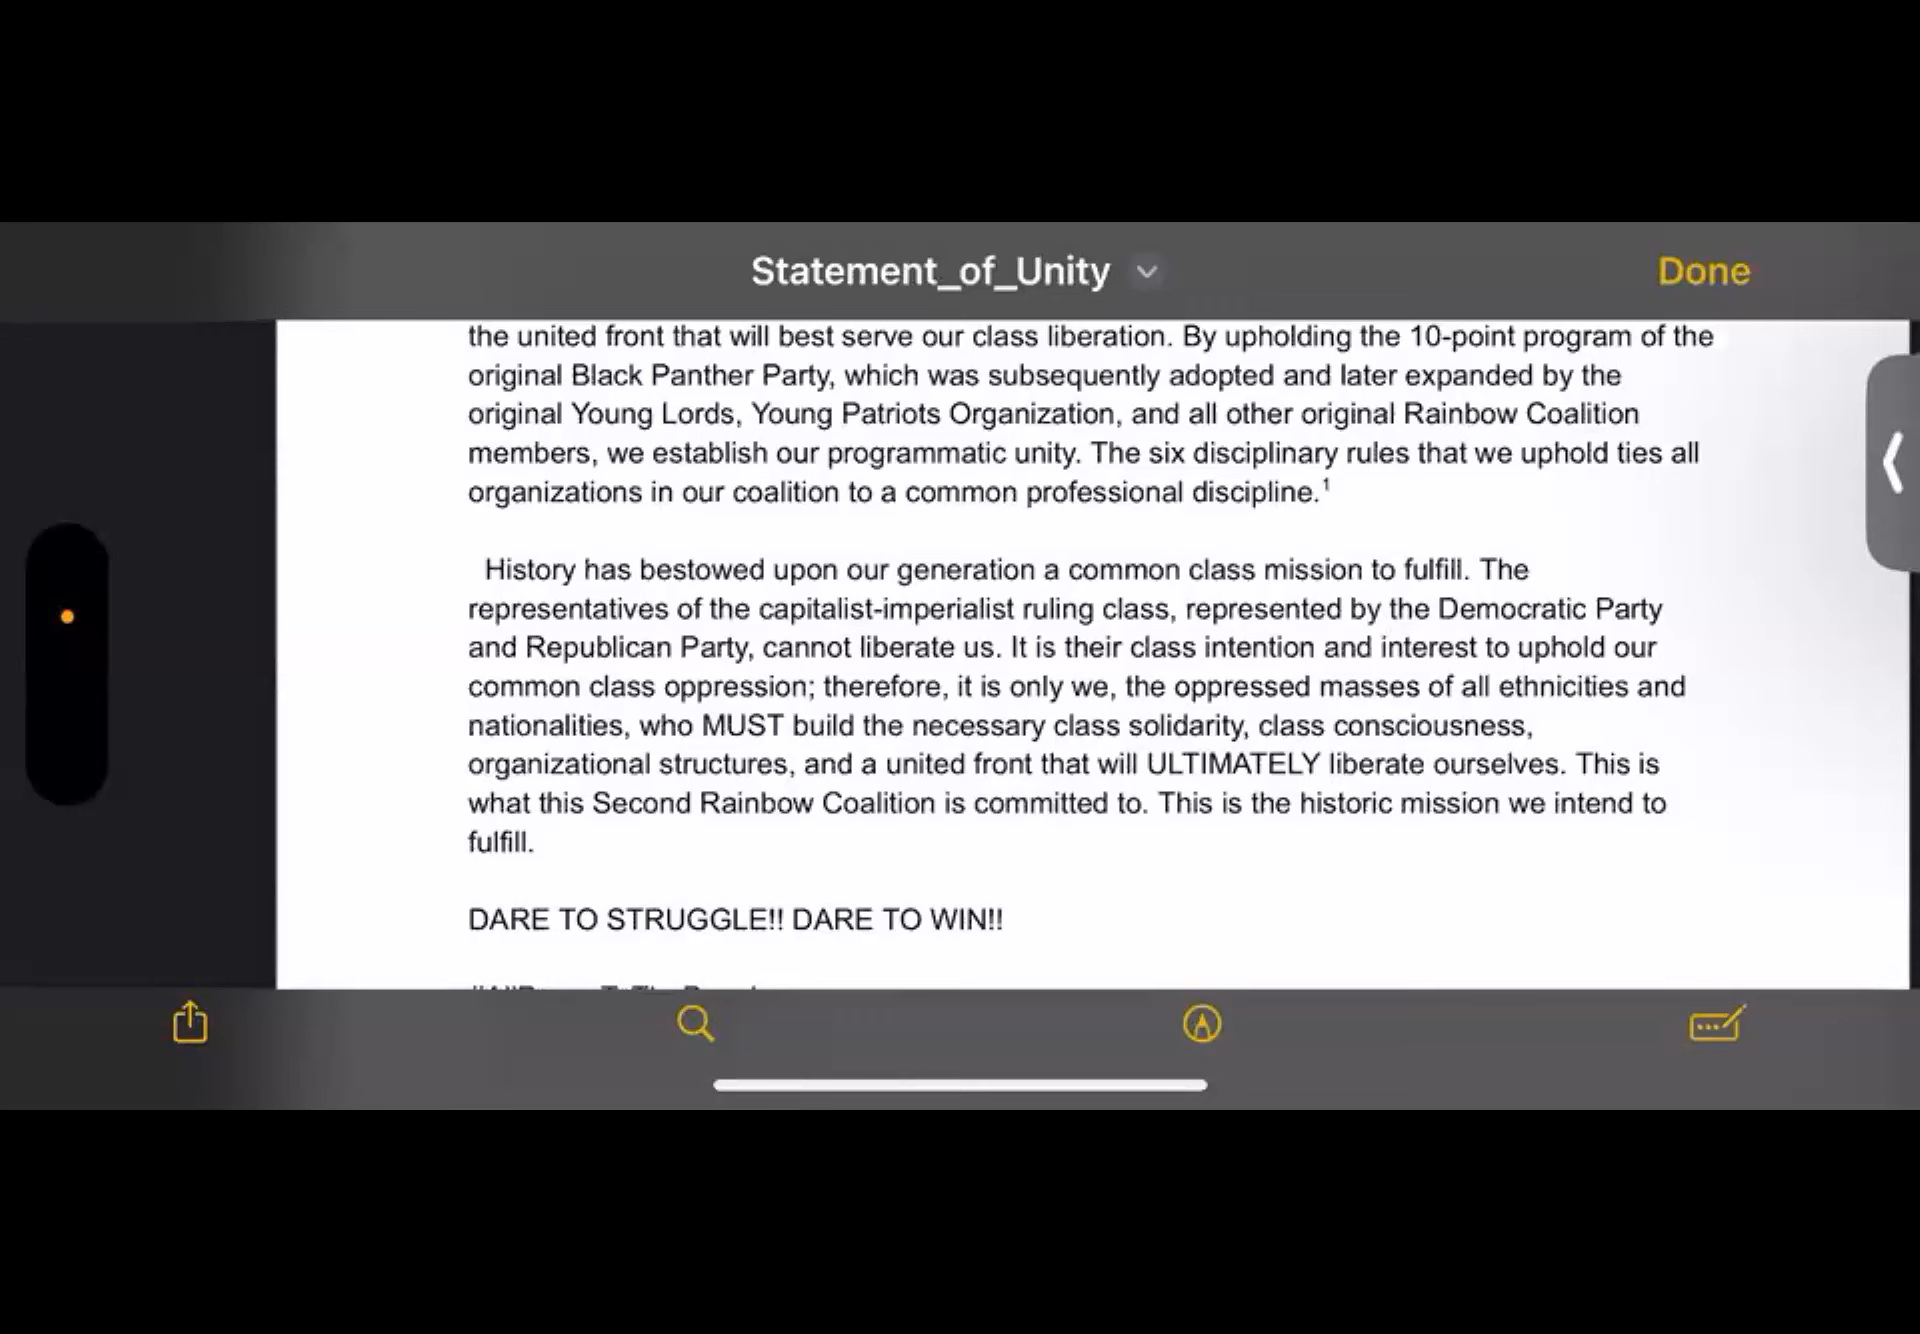 Statement_of_Unity
Done
the united front that will best serve our class liberation. By upholding the 10-point program of the
original Black Panther Party, which was subsequently adopted and later expanded by the
original Young Lords, Young Patriots Organization, and all other original Rainbow Coalition
members, we establish our programmatic unity. The six disciplinary rules that we uphold ties all
organizations in our coalition to a common professional discipline.¹
History has bestowed upon our generation a common class mission to fulfill. The
representatives of the capitalist-imperialist ruling class, represented by the Democratic Party
and Republican Party, cannot liberate us. It is their class intention and interest to uphold our
common class oppression; therefore, it is only we, the oppressed masses of all ethnicities and
nationalities, who MUST build the necessary class solidarity, class consciousness,
organizational structures, and a united front that will ULTIMATELY liberate ourselves. This is
what this Second Rainbow Coalition is committed to. This is the historic mission we intend to
fulfill.
DARE TO STRUGGLE!! DARE TO WIN!!